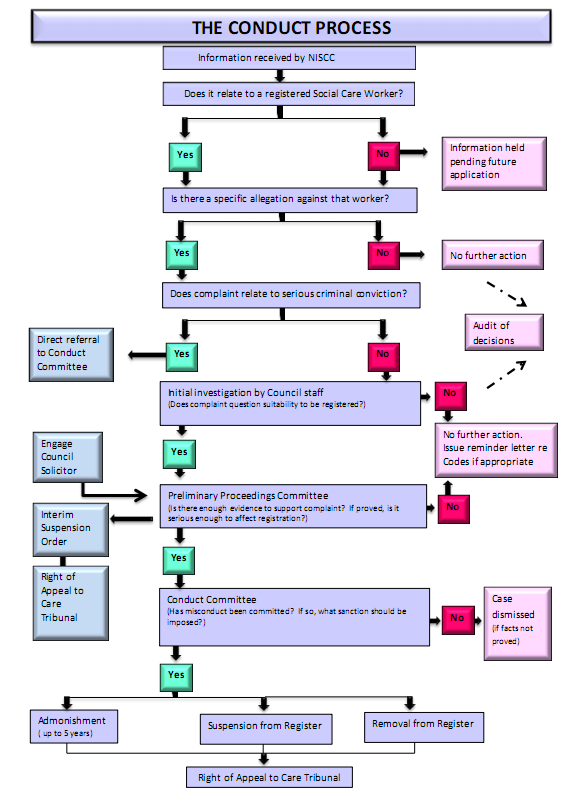 THE CONDUCT PROCESS
Information received by NISCC
Does it relate to a registered Social Care Worker?
Yes
No
Information held
pending future
application
Is there a specific allegation against that worker?
Yes
No
No further action
Does complaint relate to serious criminal conviction?
Audit of
decisions
Direct referral
to Conduct
Committee
Yes
No
Initial investigation by Council staff
(Does complaint question suitability to be registered?)
No
No further action.
Issue reminder letter re
Codes if appropriate
Engage
Council
Solicitor
Yes
Preliminary Proceedings Committee
(Is there enough evidence to support complaint? If proved, is it
serious enough to affect registration?)
No
Interim
Suspension
Order
Yes
Right of
Appeal to
Care
Tribunal
Conduct Committee
(Has misconduct been committed? If so, what sanction should be
imposed?)
No
Case
dismissed
(if facts not
proved)
Yes
Admonishment
( up to 5 years)
Suspension from Register
Removal from Register
Right of Appeal to Care Tribunal